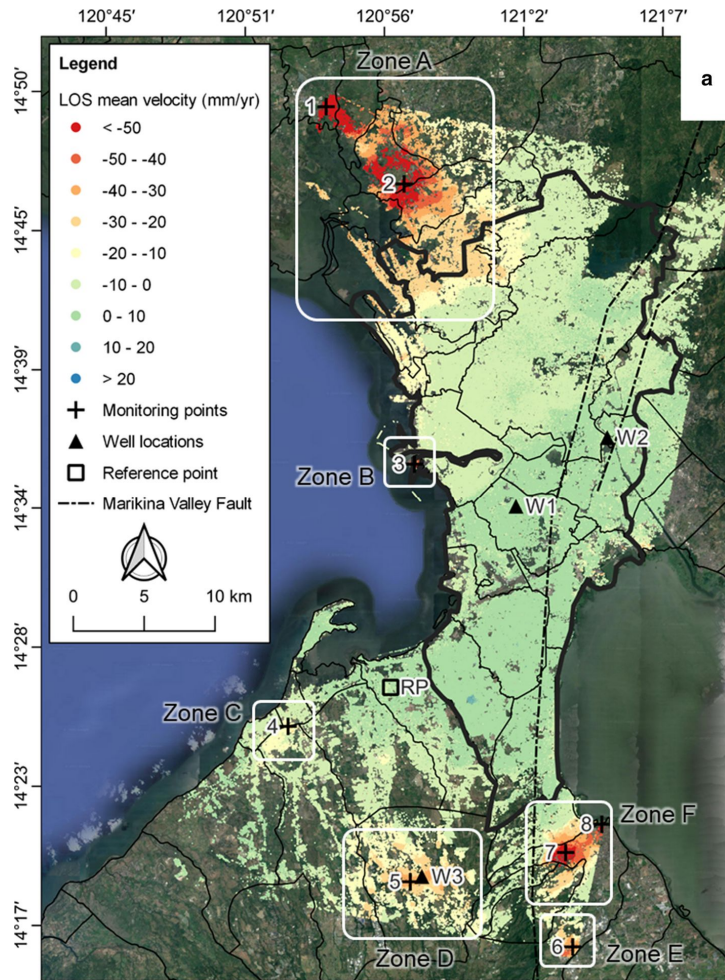 120°45' 120°51' 120°56' 121°2' 121°7'
a
14°50'
14°45'
14°39'
14°34'
14°28'
14°23'
14°17'
Legend
LOS mean velocity (mm/yr)
< -50
-50 - -40
-40 - -30
-30 - -20
-20 - -10
-10 - 0
0 - 10
10 - 20
> 20
Monitoring points
Well locations
Reference point
Marikina Valley Fault
0 5 10 km
Zone A
1
2
W2
3
Zone B
W1
RP
Zone C
4
Zone F
8
7
5
W3
Zone D
6
Zone E